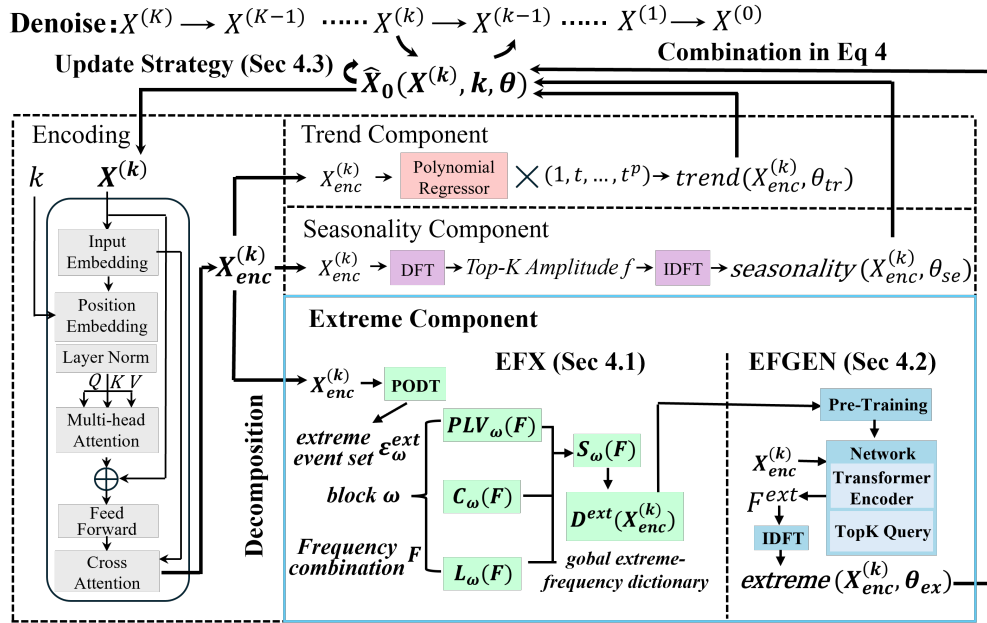 Denoise: X^(K) → X^(K−1) ...... X^(k) → X^(k−1) ...... X^(1) → X^(0)
Update Strategy (Sec 4.3)
Combination in Eq 4
X̂₀(X^(k), k, θ)
Encoding
k
X^(k)
Input
Embedding
Position
Embedding
Layer Norm
Q K V
Multi-head
Attention
Feed
Forward
Cross
Attention
X_enc^(k)
Decomposition
Trend Component
X_enc^(k) → Polynomial
Regressor
× (1, t, …, t^p) → trend(X_enc^(k), θ_tr)
Seasonality Component
X_enc^(k) → DFT → Top-K Amplitude f → IDFT → seasonality(X_enc^(k), θ_se)
Extreme Component
EFX (Sec 4.1)
X_enc^(k) → PODT
extreme
event set ε_ω^ext
block ω
Frequency
combination F
PLV_ω(F)
C_ω(F)
L_ω(F)
S_ω(F)
D^ext(X_enc^(k))
gobal extreme-
frequency dictionary
EFGEN (Sec 4.2)
Pre-Training
X_enc^(k)
Network
Transformer
Encoder
TopK Query
F^ext
IDFT
extreme(X_enc^(k), θ_ex)